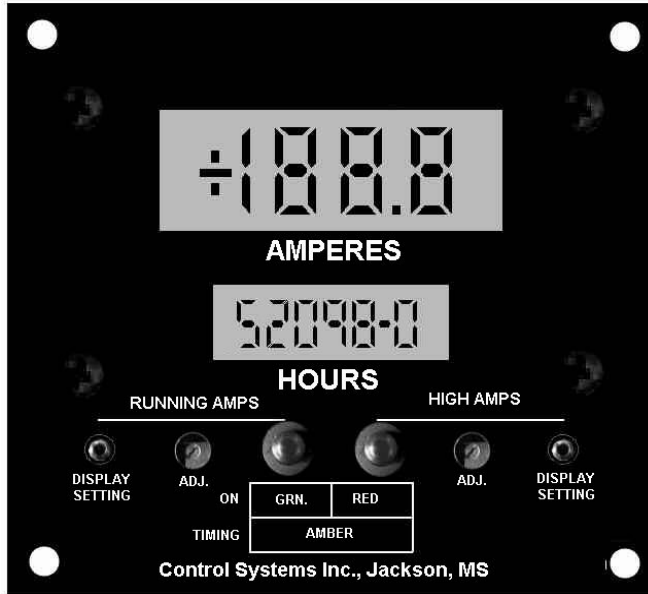 ÷188.8
AMPERES
52098-0
HOURS
RUNNING AMPS
HIGH AMPS
DISPLAY SETTING
ADJ.
ADJ.
DISPLAY SETTING
ON
GRN.
RED
TIMING
AMBER
Control Systems Inc., Jackson, MS